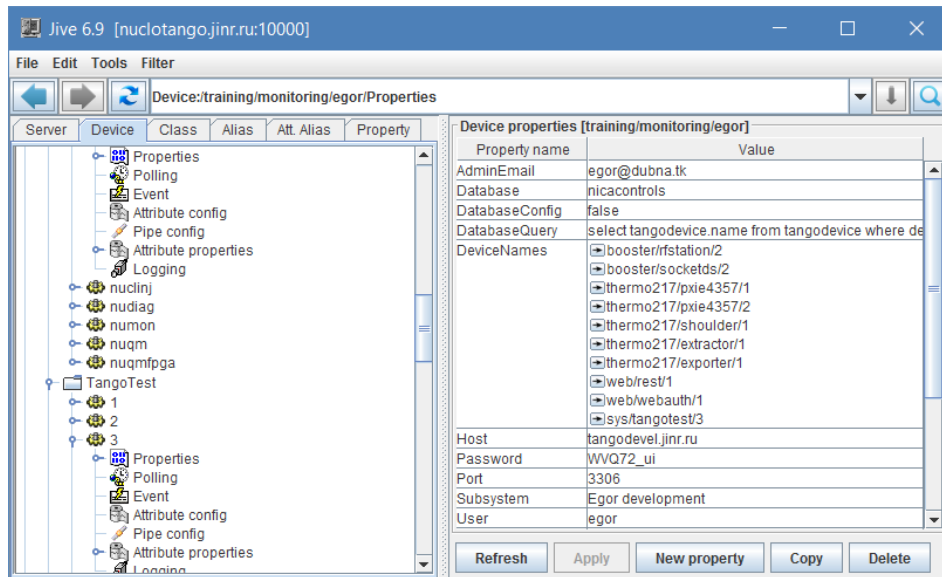 Jive 6.9 [nuclotango.jinr.ru:10000]
File Edit Tools Filter
Device:/training/monitoring/egor/Properties
Server Device Class Alias Att. Alias Property
Properties
Polling
Event
Attribute config
Pipe config
Attribute properties
Logging
nuclinj
nudiag
numon
nuqm
nuqmfpga
TangoTest
1
2
3
Properties
Polling
Event
Attribute config
Pipe config
Attribute properties
Logging
Device properties [training/monitoring/egor]
Property name Value
AdminEmail egor@dubna.tk
Database nicacontrols
DatabaseConfig false
DatabaseQuery select tangodevice.name from tangodevice where de
DeviceNames booster/rfstation/2
booster/socketds/2
thermo217/pxie4357/1
thermo217/pxie4357/2
thermo217/shoulder/1
thermo217/extractor/1
thermo217/exporter/1
web/rest/1
web/webauth/1
sys/tangotest/3
Host tangodevel.jinr.ru
Password WVQ72_ui
Port 3306
Subsystem Egor development
User egor
Refresh Apply New property Copy Delete